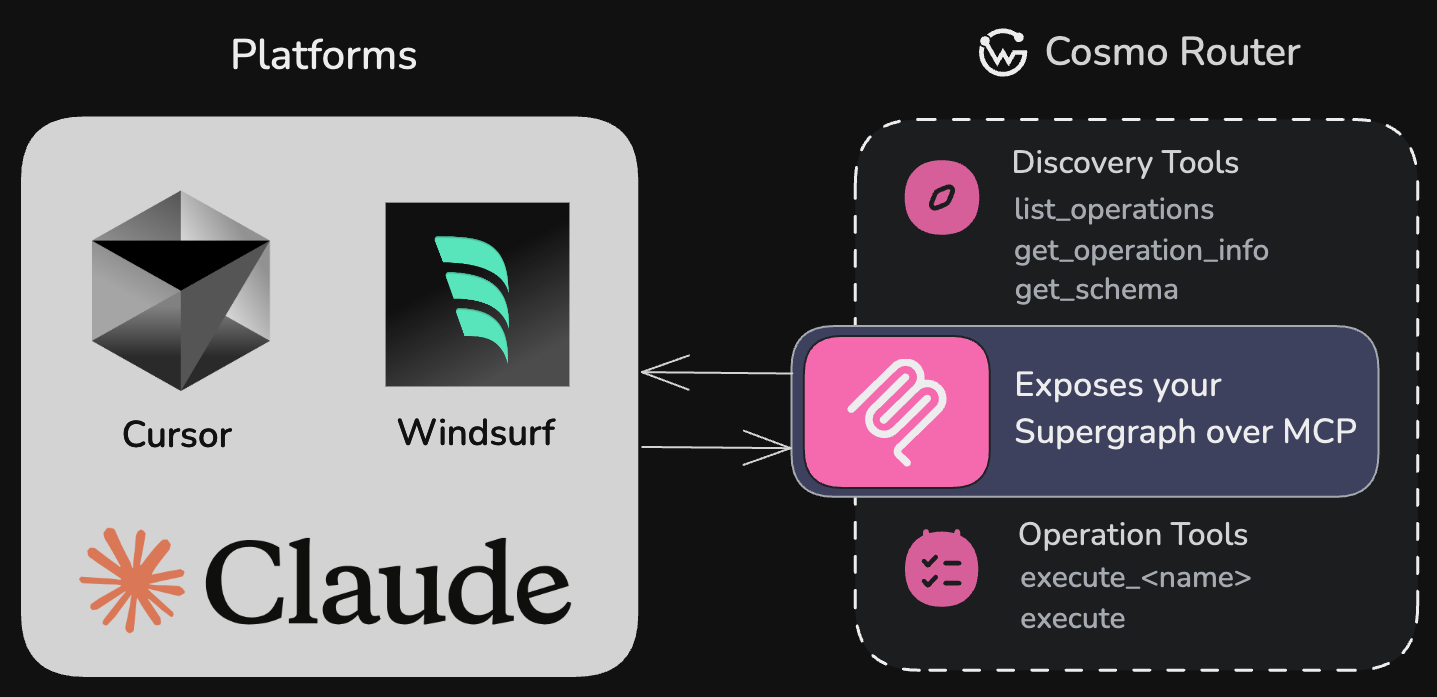 Platforms
Cursor
Windsurf
Claude
Cosmo Router
Discovery Tools
list_operations
get_operation_info
get_schema
Exposes your
Supergraph over MCP
Operation Tools
execute_<name>
execute